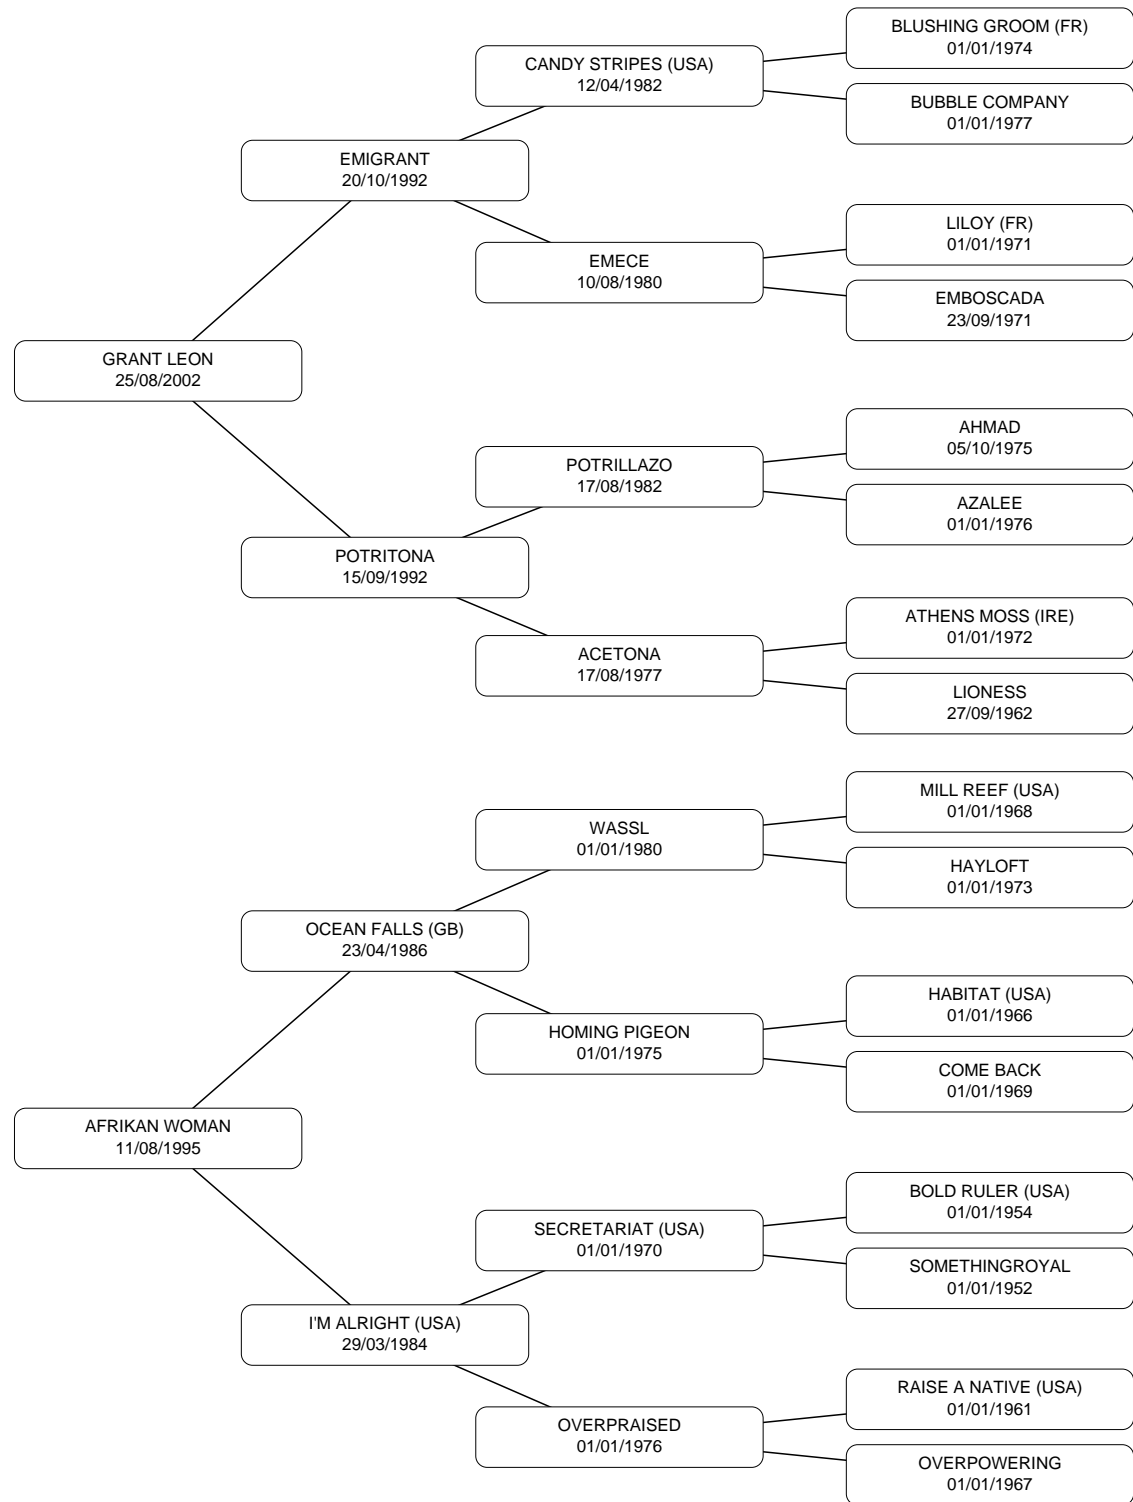 BLUSHING GROOM (FR)
01/01/1974
CANDY STRIPES (USA)
12/04/1982
BUBBLE COMPANY
01/01/1977
EMIGRANT
20/10/1992
LILOY (FR)
01/01/1971
EMECE
10/08/1980
EMBOSCADA
23/09/1971
GRANT LEON
25/08/2002
AHMAD
05/10/1975
POTRILLAZO
17/08/1982
AZALEE
01/01/1976
POTRITONA
15/09/1992
ATHENS MOSS (IRE)
01/01/1972
ACETONA
17/08/1977
LIONESS
27/09/1962
MILL REEF (USA)
01/01/1968
WASSL
01/01/1980
HAYLOFT
01/01/1973
OCEAN FALLS (GB)
23/04/1986
HABITAT (USA)
01/01/1966
HOMING PIGEON
01/01/1975
COME BACK
01/01/1969
AFRIKAN WOMAN
11/08/1995
BOLD RULER (USA)
01/01/1954
SECRETARIAT (USA)
01/01/1970
SOMETHINGROYAL
01/01/1952
I'M ALRIGHT (USA)
29/03/1984
RAISE A NATIVE (USA)
01/01/1961
OVERPRAISED
01/01/1976
OVERPOWERING
01/01/1967